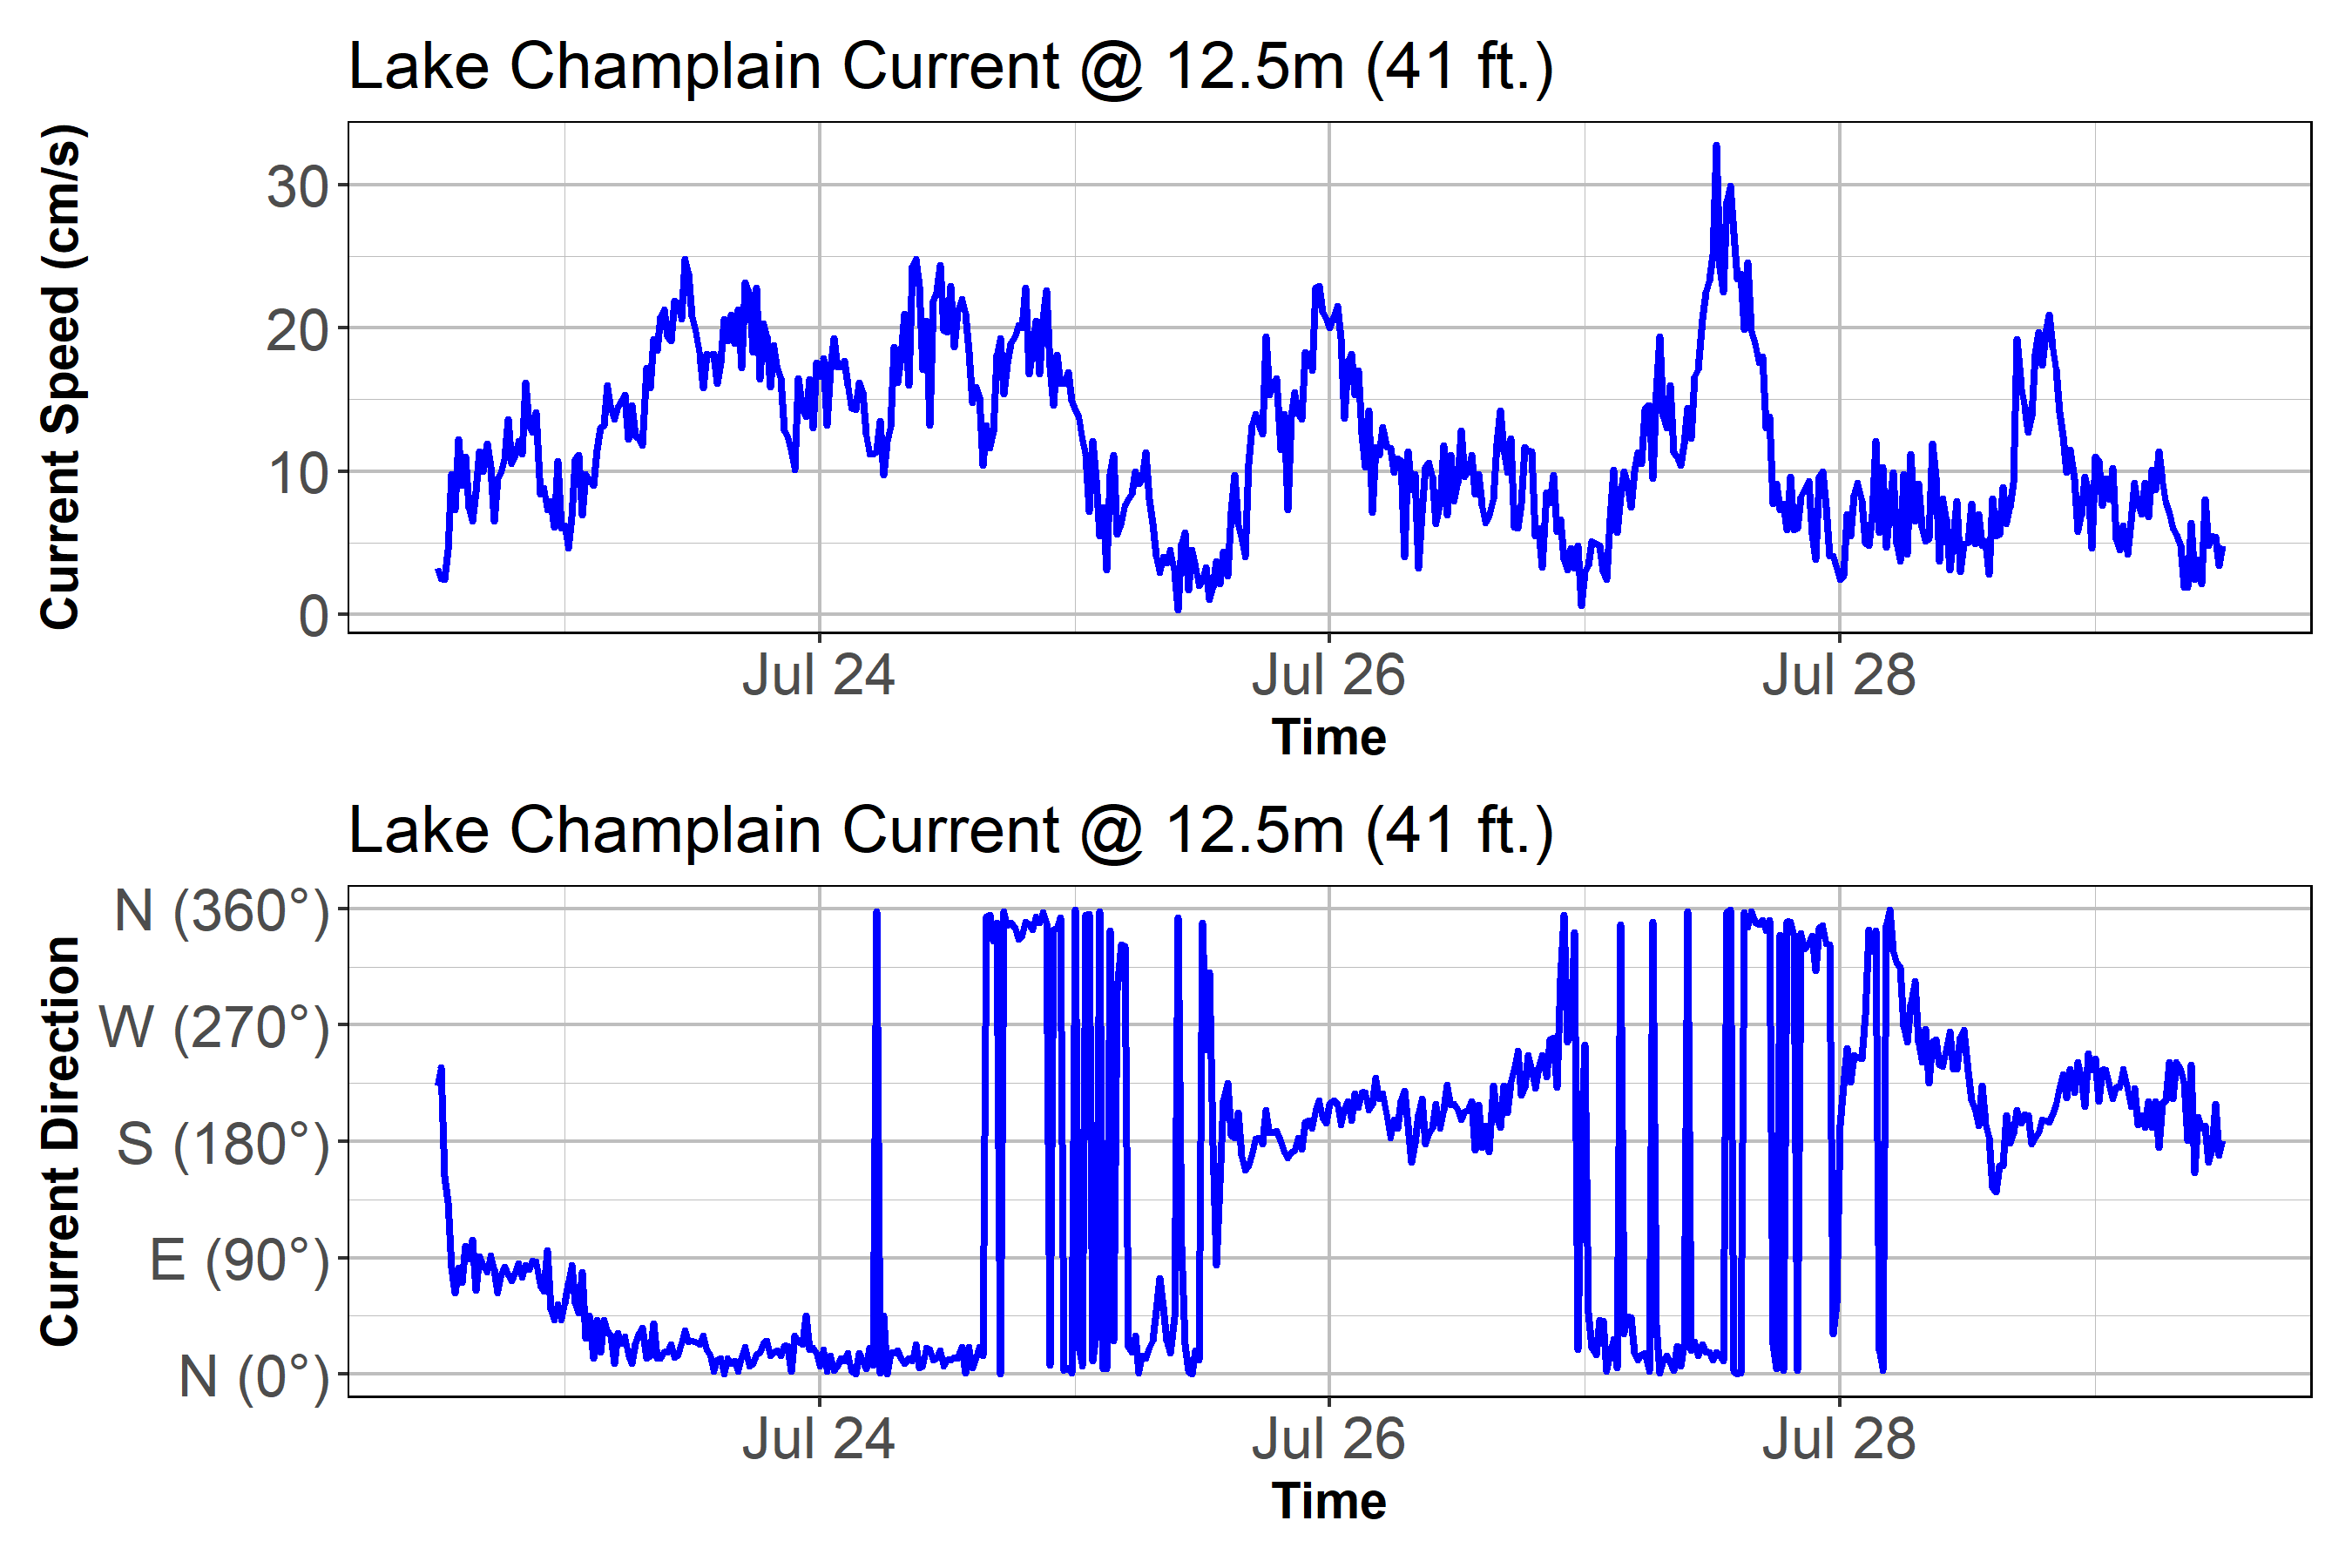 Lake Champlain Current @ 12.5m (41 ft.)
Current Speed (cm/s)
30
20
10
0
Jul 24 Jul 26 Jul 28
Time
Lake Champlain Current @ 12.5m (41 ft.)
Current Direction
N (360°)
W (270°)
S (180°)
E (90°)
N (0°)
Jul 24 Jul 26 Jul 28
Time